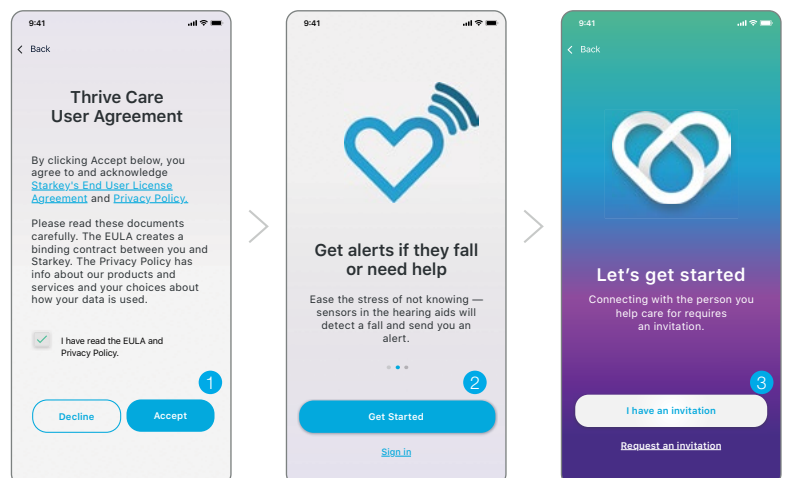 9:41
Back
Thrive Care
User Agreement
By clicking Accept below, you
agree to and acknowledge
Starkey's End User License
Agreement and Privacy Policy.
Please read these documents
carefully. The EULA creates a
binding contract between you and
Starkey. The Privacy Policy has
info about our products and
services and your choices about
how your data is used.
I have read the EULA and
Privacy Policy.
1
Decline
Accept
9:41
Get alerts if they fall
or need help
Ease the stress of not knowing —
sensors in the hearing aids will
detect a fall and send you an
alert.
2
Get Started
Sign in
9:41
Back
Let's get started
Connecting with the person you
help care for requires
an invitation.
3
I have an invitation
Request an invitation